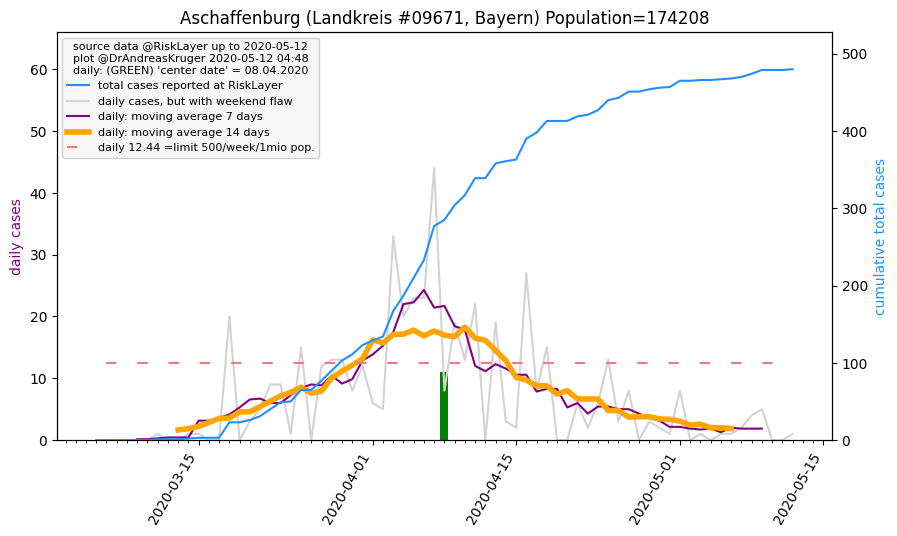 Aschaffenburg (Landkreis #09671, Bayern) Population=174208
source data @RiskLayer up to 2020-05-12
plot @DrAndreasKruger 2020-05-12 04:48
daily: (GREEN) 'center date' = 08.04.2020
total cases reported at RiskLayer
daily cases, but with weekend flaw
daily: moving average 7 days
daily: moving average 14 days
daily 12.44 =limit 500/week/1mio pop.
daily cases
60
50
40
30
20
10
0
500
400
300
200
100
0
cumulative total cases
2020-03-15
2020-04-01
2020-04-15
2020-05-01
2020-05-15